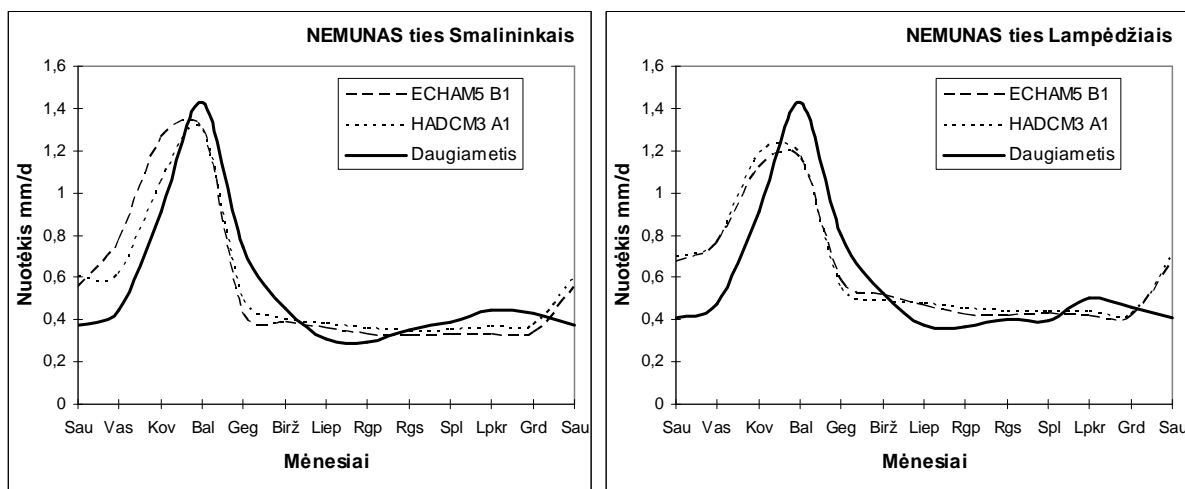 NEMUNAS ties Smalininkais
1,6
1,4
1,2
1
0,8
0,6
0,4
0,2
0
Nuotėkis mm/d
ECHAM5 B1
HADCM3 A1
Daugiametis
Sau Vas Kov Bal Geg Birž Liep Rgp Rgs Spl Lpkr Grd Sau
Mėnesiai
NEMUNAS ties Lampėdžiais
1,6
1,4
1,2
1
0,8
0,6
0,4
0,2
0
Nuotėkis mm/d
ECHAM5 B1
HADCM3 A1
Daugiametis
Sau Vas Kov Bal Geg Birž Liep Rgp Rgs Spl Lpkr Grd Sau
Mėnesiai